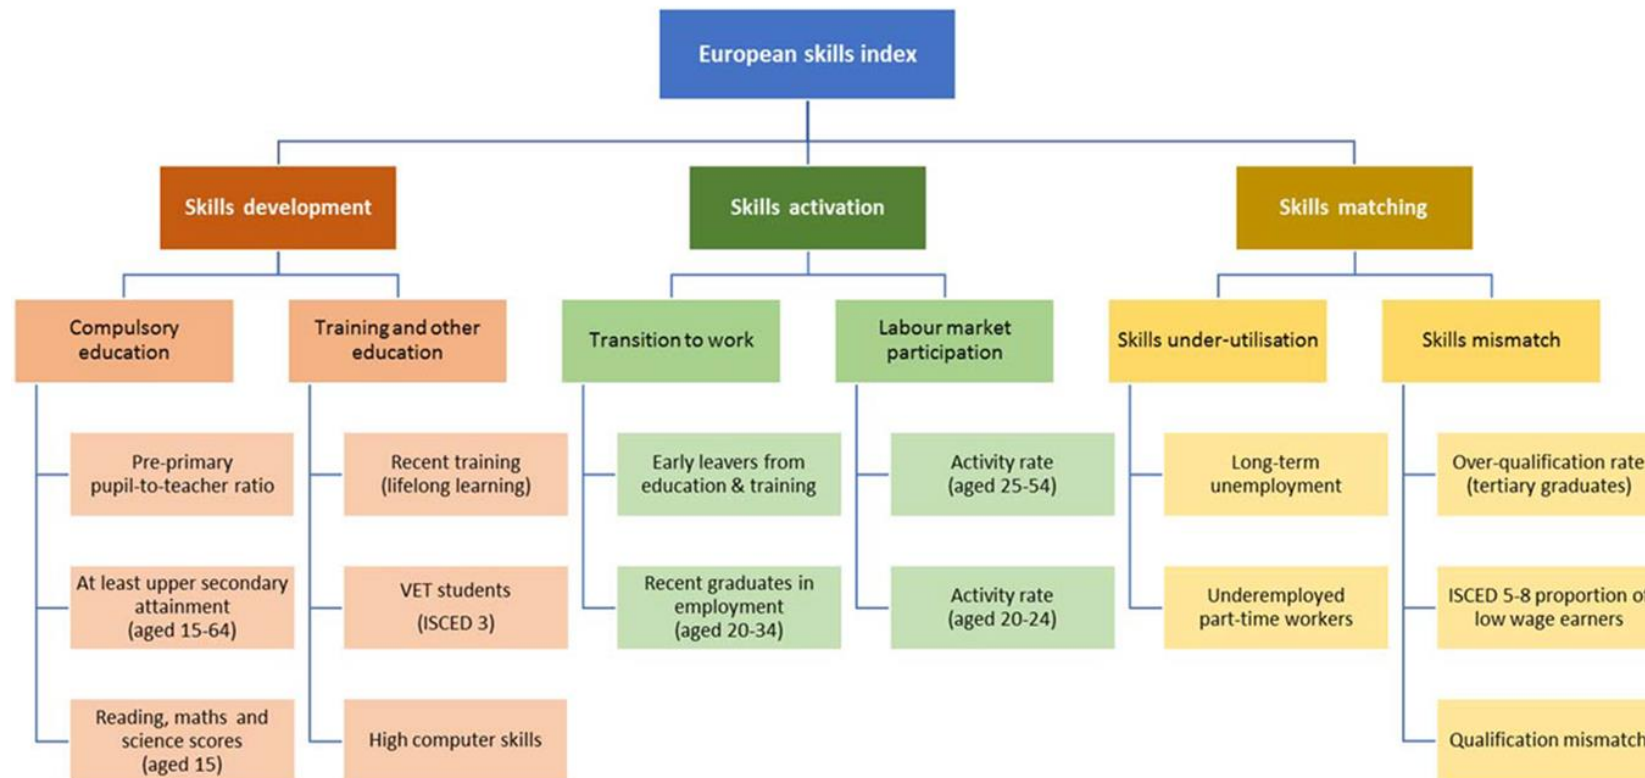 European skills index
Skills development
Skills activation
Skills matching
Compulsory
education
Training and other
education
Transition to work
Labour market
participation
Skills under-utilisation
Skills mismatch
Pre-primary
pupil-to-teacher ratio
Recent training
(lifelong learning)
Early leavers from
education & training
Activity rate
(aged 25-54)
Long-term
unemployment
Over-qualification rate
(tertiary graduates)
At least upper secondary
attainment
(aged 15-64)
VET students
(ISCED 3)
Recent graduates in
employment
(aged 20-34)
Activity rate
(aged 20-24)
Underemployed
part-time workers
ISCED 5-8 proportion of
low wage earners
Reading, maths and
science scores
(aged 15)
High computer skills
Qualification mismatch